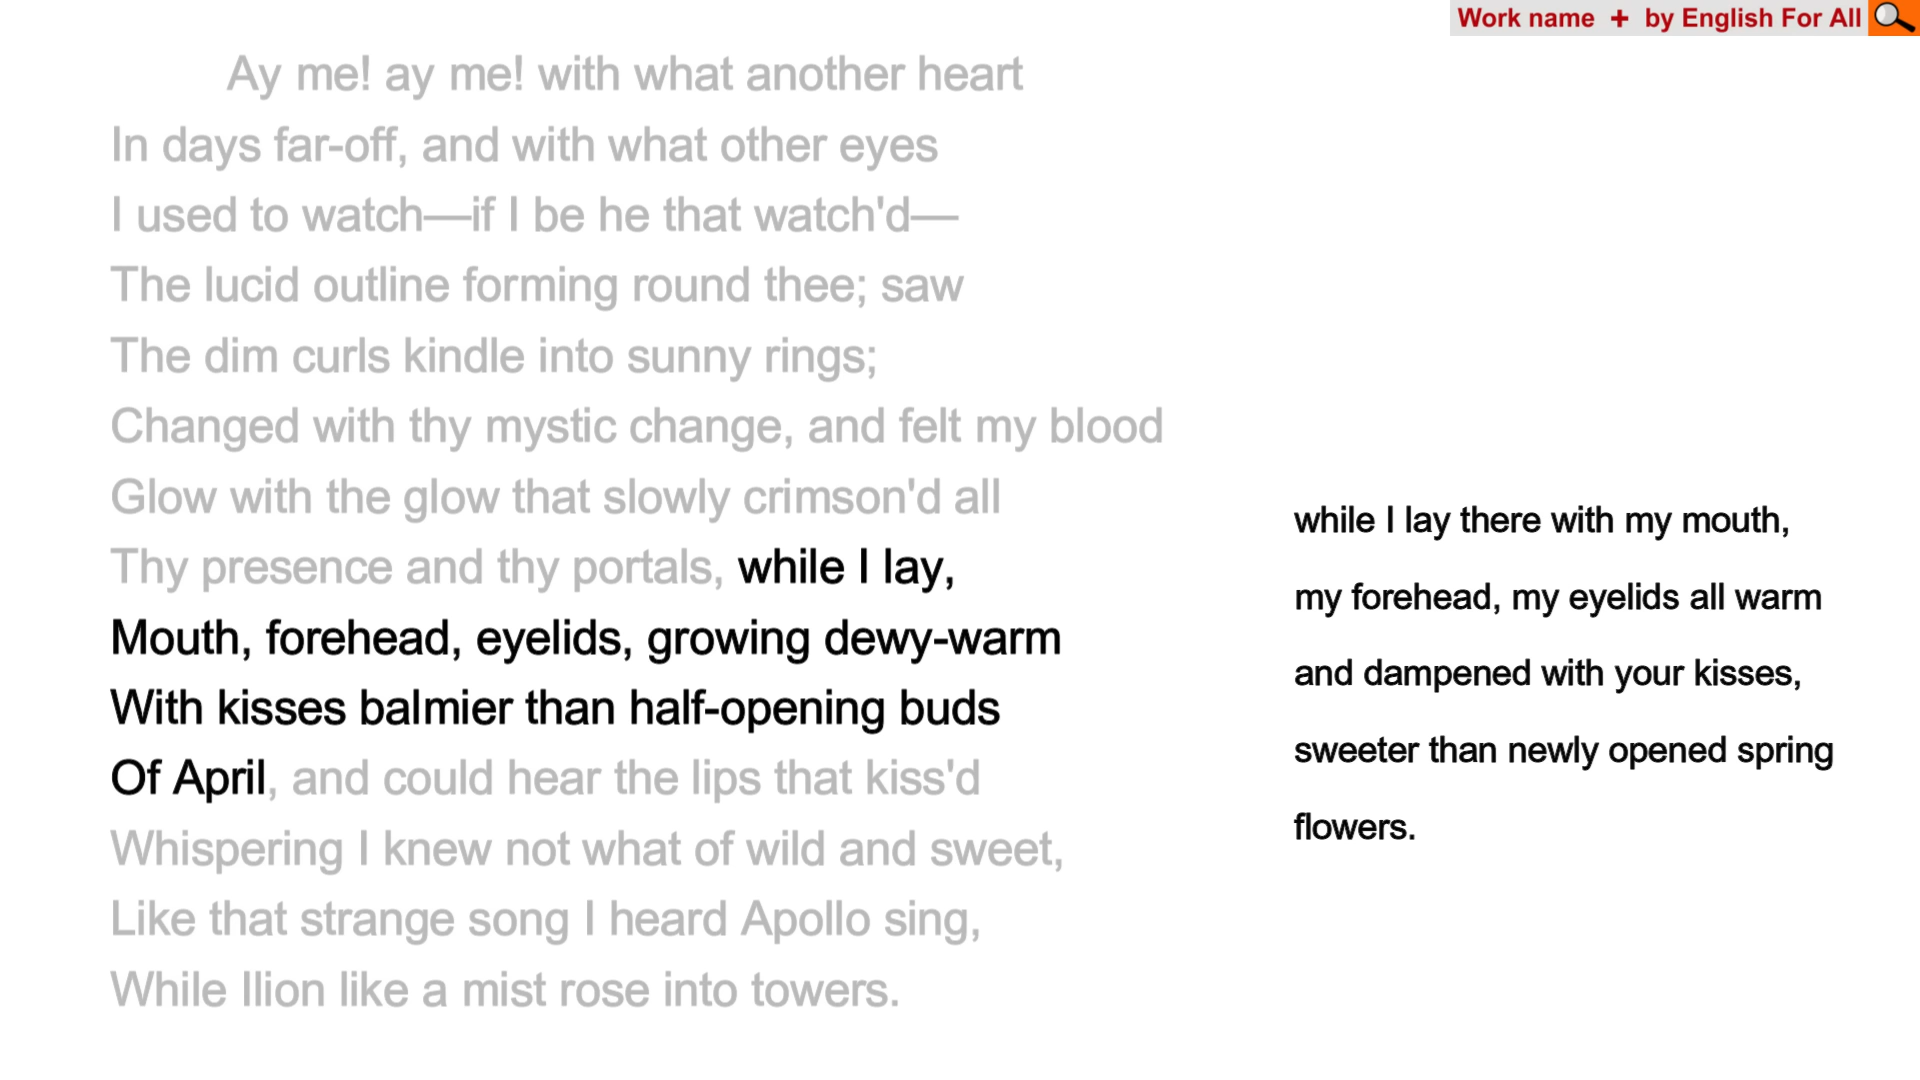 Work name + by English For All
Ay me! ay me! with what another heart
In days far-off, and with what other eyes
I used to watch—if I be he that watch'd—
The lucid outline forming round thee; saw
The dim curls kindle into sunny rings;
Changed with thy mystic change, and felt my blood
Glow with the glow that slowly crimson'd all
Thy presence and thy portals, while I lay,
Mouth, forehead, eyelids, growing dewy-warm
With kisses balmier than half-opening buds
Of April, and could hear the lips that kiss'd
Whispering I knew not what of wild and sweet,
Like that strange song I heard Apollo sing,
While Ilion like a mist rose into towers.
while I lay there with my mouth,
my forehead, my eyelids all warm
and dampened with your kisses,
sweeter than newly opened spring
flowers.